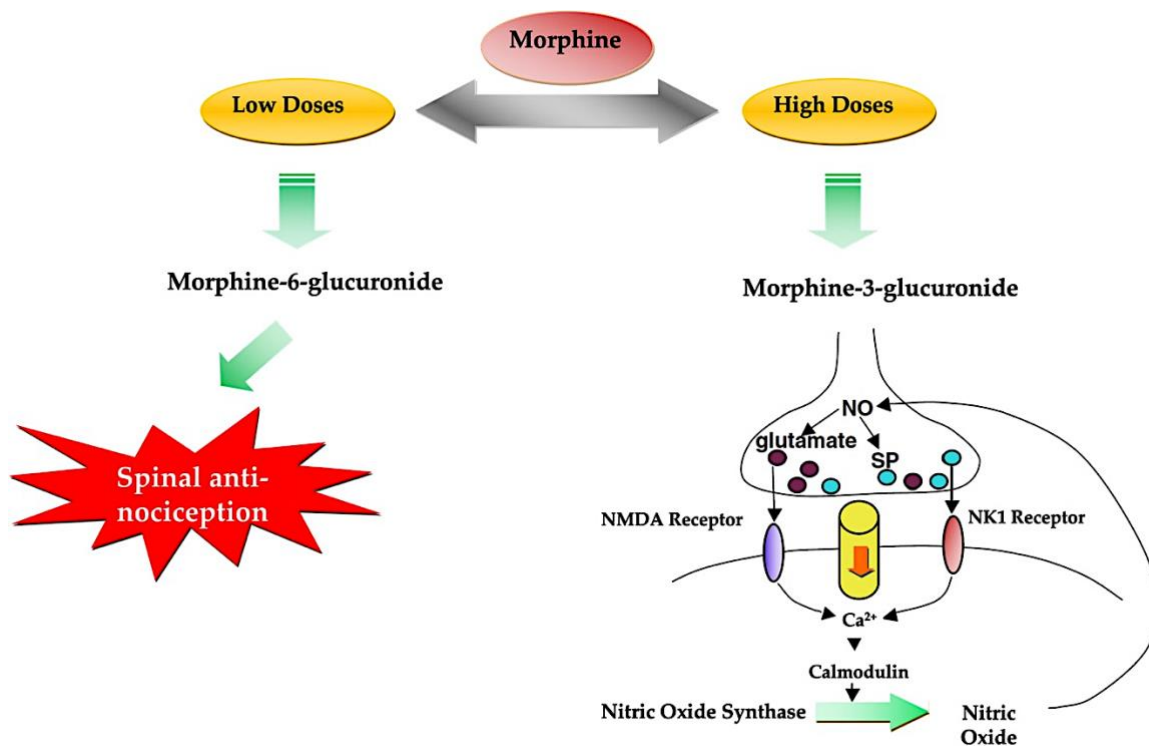 Morphine
Low Doses
High Doses
Morphine-6-glucuronide
Morphine-3-glucuronide
Spinal anti-
nociception
NO
glutamate
SP
NMDA Receptor
NK1 Receptor
Ca²⁺
Calmodulin
Nitric Oxide Synthase
Nitric
Oxide